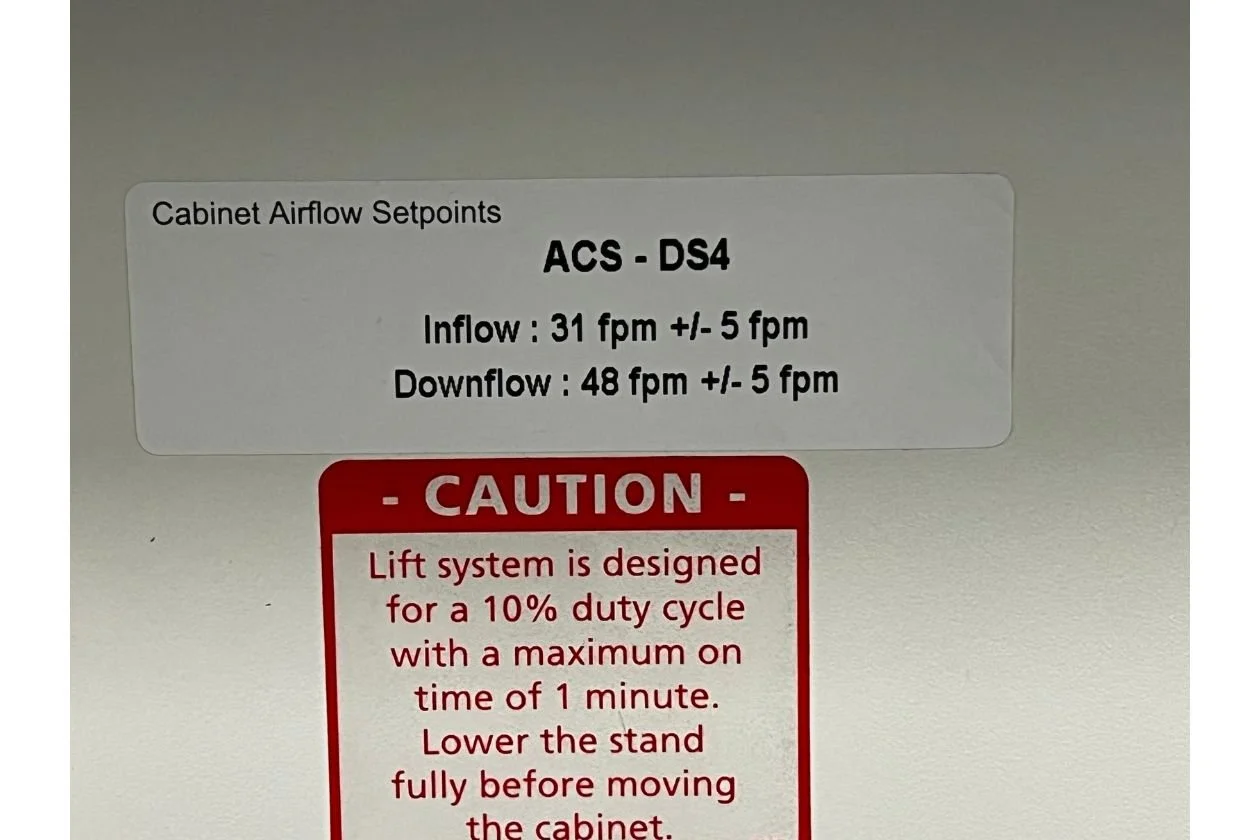 Cabinet Airflow Setpoints
ACS - DS4
Inflow : 31 fpm +/- 5 fpm
Downflow : 48 fpm +/- 5 fpm
- CAUTION -
Lift system is designed
for a 10% duty cycle
with a maximum on
time of 1 minute.
Lower the stand
fully before moving
the cabinet.